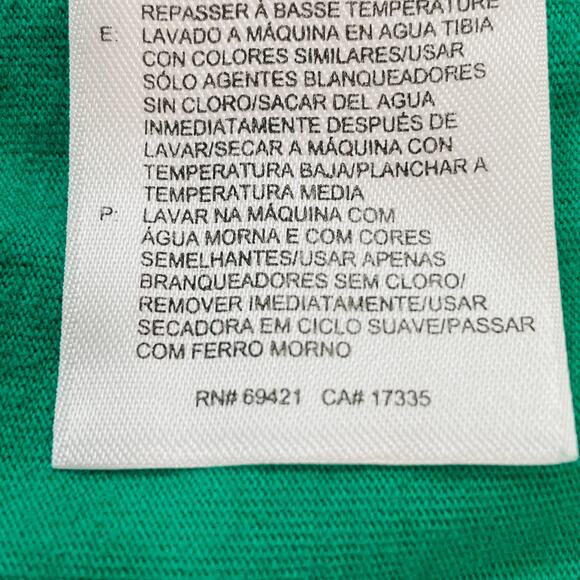 REPASSER À BASSE TEMPÉRATURE
E: LAVADO A MÁQUINA EN AGUA TIBIA
CON COLORES SIMILARES/USAR
SÓLO AGENTES BLANQUEADORES
SIN CLORO/SACAR DEL AGUA
INMEDIATAMENTE DESPUÉS DE
LAVAR/SECAR A MÁQUINA CON
TEMPERATURA BAJA/PLANCHAR A
TEMPERATURA MEDIA
P: LAVAR NA MÁQUINA COM
ÁGUA MORNA E COM CORES
SEMELHANTES/USAR APENAS
BRANQUEADORES SEM CLORO/
REMOVER IMEDIATAMENTE/USAR
SECADORA EM CICLO SUAVE/PASSAR
COM FERRO MORNO
RN# 69421 CA# 17335